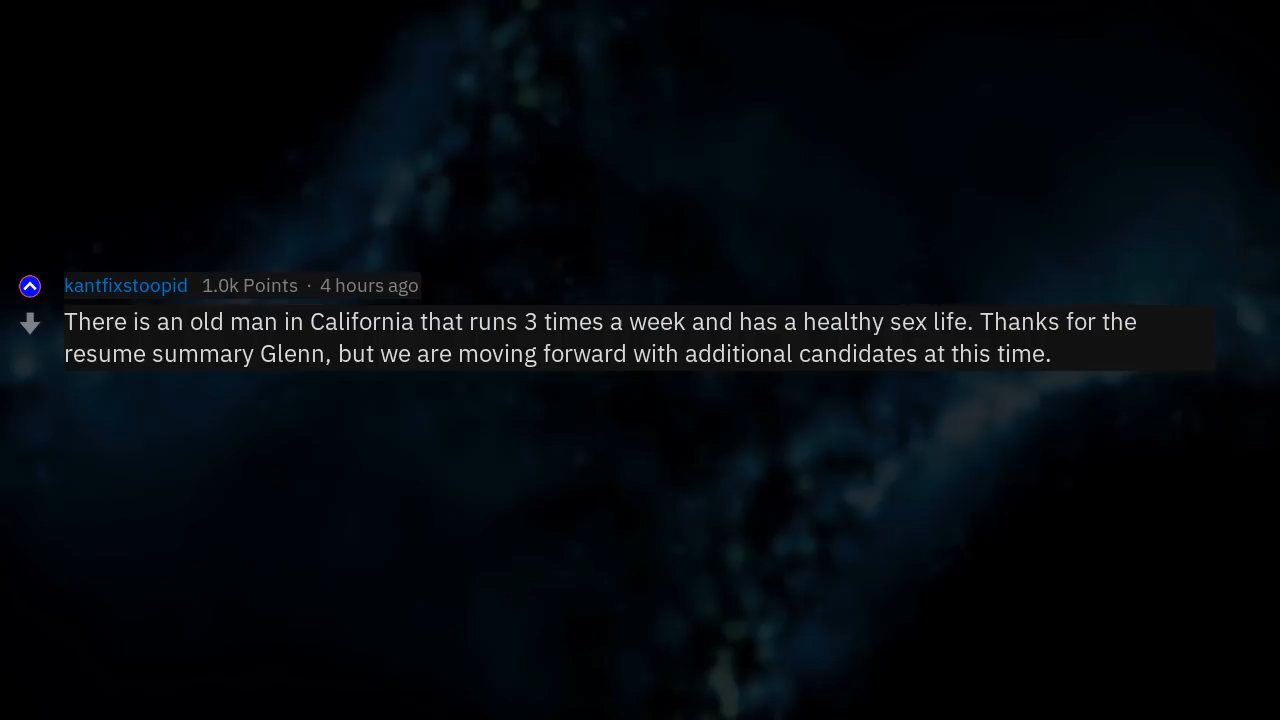 kantfixstoopid 1.0k Points · 4 hours ago
There is an old man in California that runs 3 times a week and has a healthy sex life. Thanks for the
resume summary Glenn, but we are moving forward with additional candidates at this time.